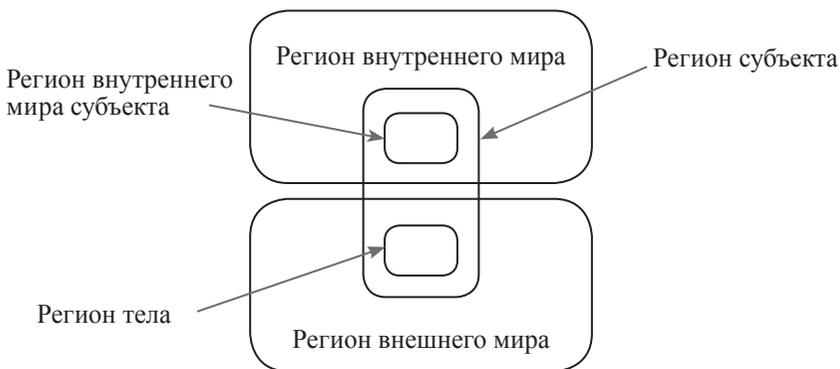 Регион внутреннего мира
Регион субъекта
Регион внутреннего
мира субъекта
Регион тела
Регион внешнего мира